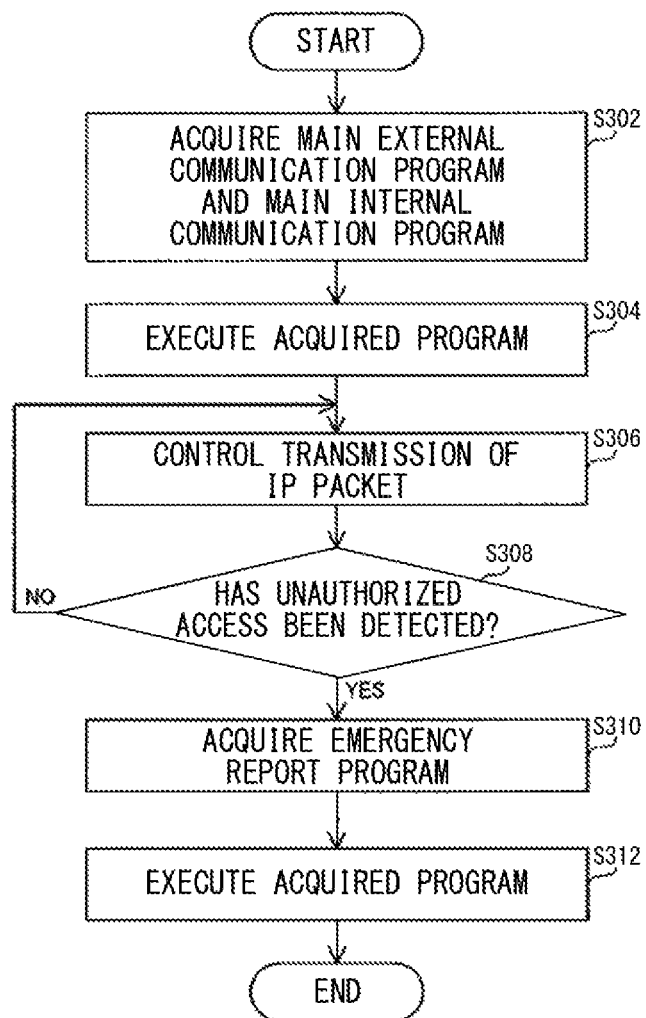 START
S302
ACQUIRE MAIN EXTERNAL
COMMUNICATION PROGRAM
AND MAIN INTERNAL
COMMUNICATION PROGRAM
S304
EXECUTE ACQUIRED PROGRAM
S306
CONTROL TRANSMISSION OF
IP PACKET
S308
HAS UNAUTHORIZED
ACCESS BEEN DETECTED?
NO
YES
S310
ACQUIRE EMERGENCY
REPORT PROGRAM
S312
EXECUTE ACQUIRED PROGRAM
END